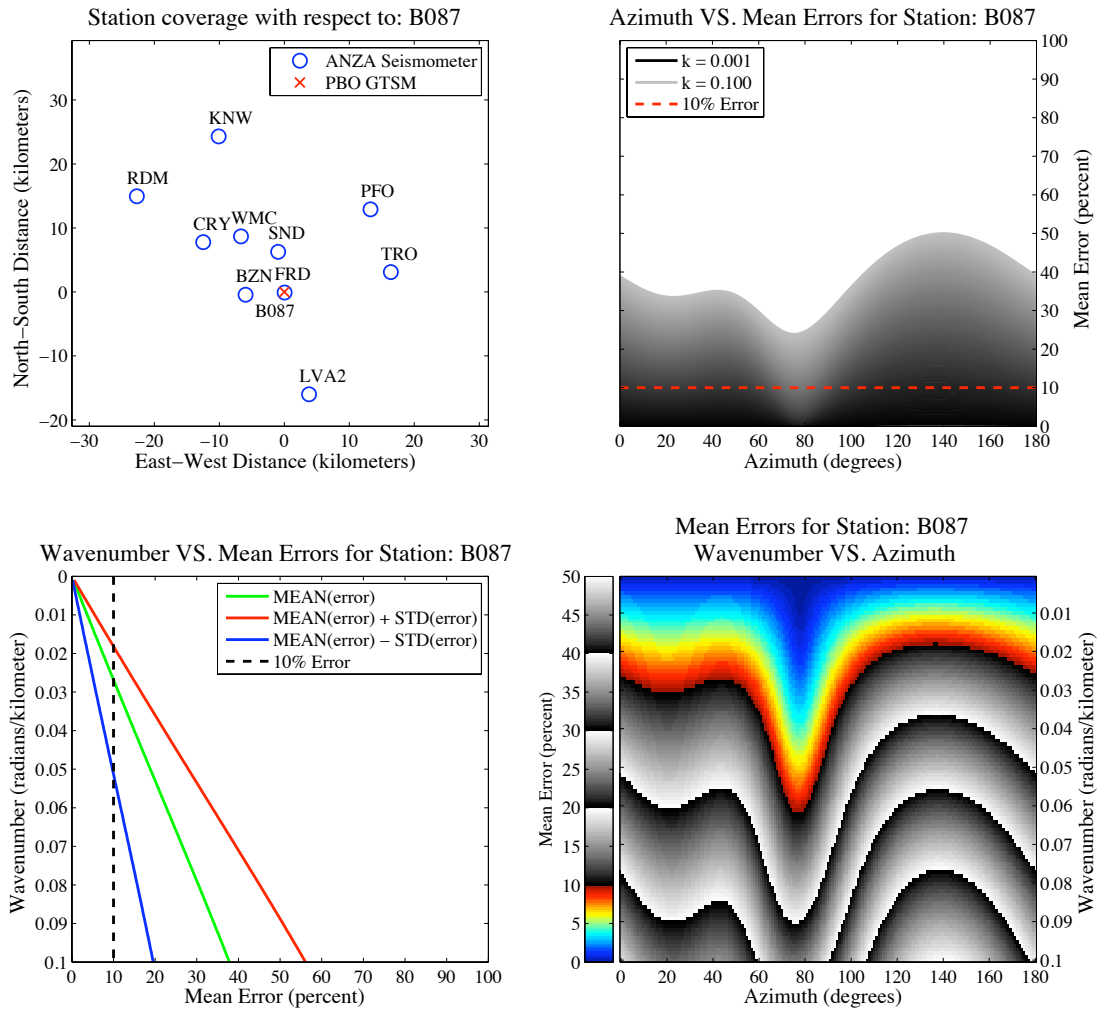 Station coverage with respect to: B087
ANZA Seismometer
PBO GTSM
KNW
RDM
PFO
CRY
WMC
SND
TRO
BZN
FRD
B087
LVA2
30
20
10
0
−10
−20
−30
−20
−10
0
10
20
30
North−South Distance (kilometers)
East−West Distance (kilometers)
Azimuth VS. Mean Errors for Station: B087
k = 0.001
k = 0.100
10% Error
100
90
80
70
60
50
40
30
20
10
0
Mean Error (percent)
0
20
40
60
80
100
120
140
160
180
Azimuth (degrees)
Wavenumber VS. Mean Errors for Station: B087
MEAN(error)
MEAN(error) + STD(error)
MEAN(error) − STD(error)
10% Error
0
0.01
0.02
0.03
0.04
0.05
0.06
0.07
0.08
0.09
0.1
Wavenumber (radians/kilometer)
0
10
20
30
40
50
60
70
80
90
100
Mean Error (percent)
Mean Errors for Station: B087
Wavenumber VS. Azimuth
50
45
40
35
30
25
20
15
10
5
0
Mean Error (percent)
0.01
0.02
0.03
0.04
0.05
0.06
0.07
0.08
0.09
0.1
Wavenumber (radians/kilometer)
0
20
40
60
80
100
120
140
160
180
Azimuth (degrees)